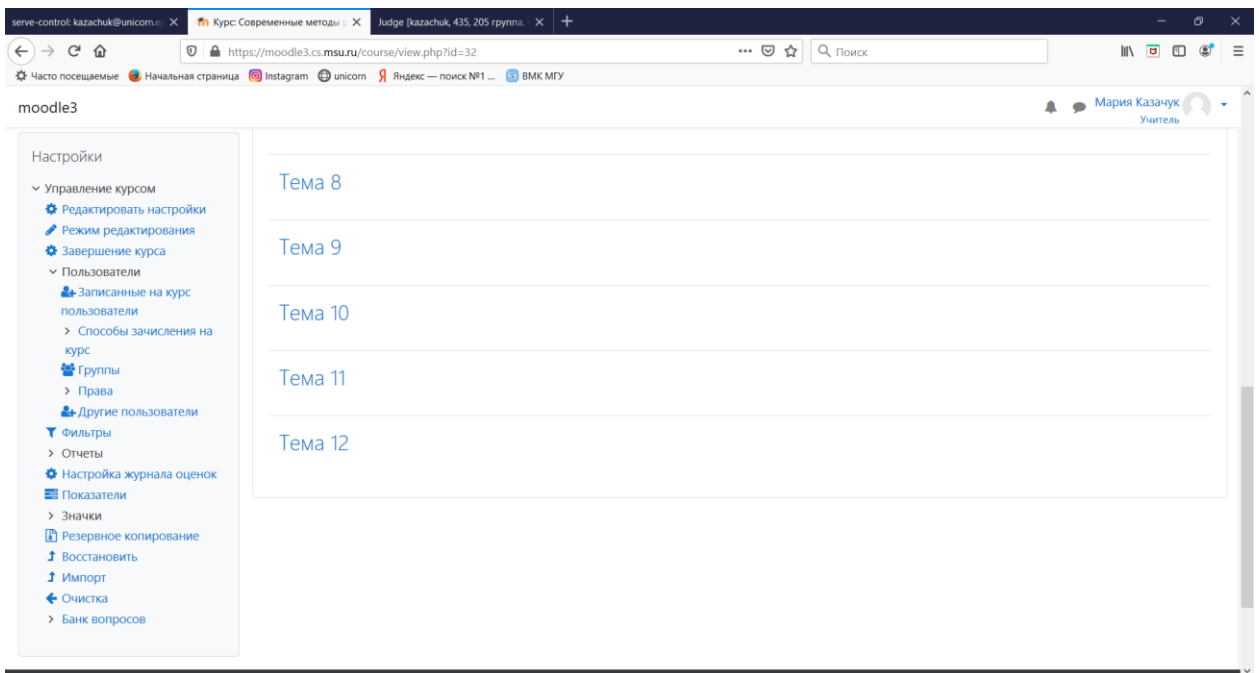 serve-control: kazachuk@unicorn.ej
Курс: Современные методы р
Judge [kazachuk, 435, 205 группа,
https://moodle3.cs.msu.ru/course/view.php?id=32
Поиск
Часто посещаемые
Начальная страница
Instagram
unicorn
Яндекс — поиск №1 ...
ВМК МГУ
moodle3
Мария Казачук
Учитель
Настройки
Управление курсом
Редактировать настройки
Режим редактирования
Завершение курса
Пользователи
Записанные на курс
пользователи
Способы зачисления на
курс
Группы
Права
Другие пользователи
Фильтры
Отчеты
Настройка журнала оценок
Показатели
Значки
Резервное копирование
Восстановить
Импорт
Очистка
Банк вопросов
Тема 8
Тема 9
Тема 10
Тема 11
Тема 12